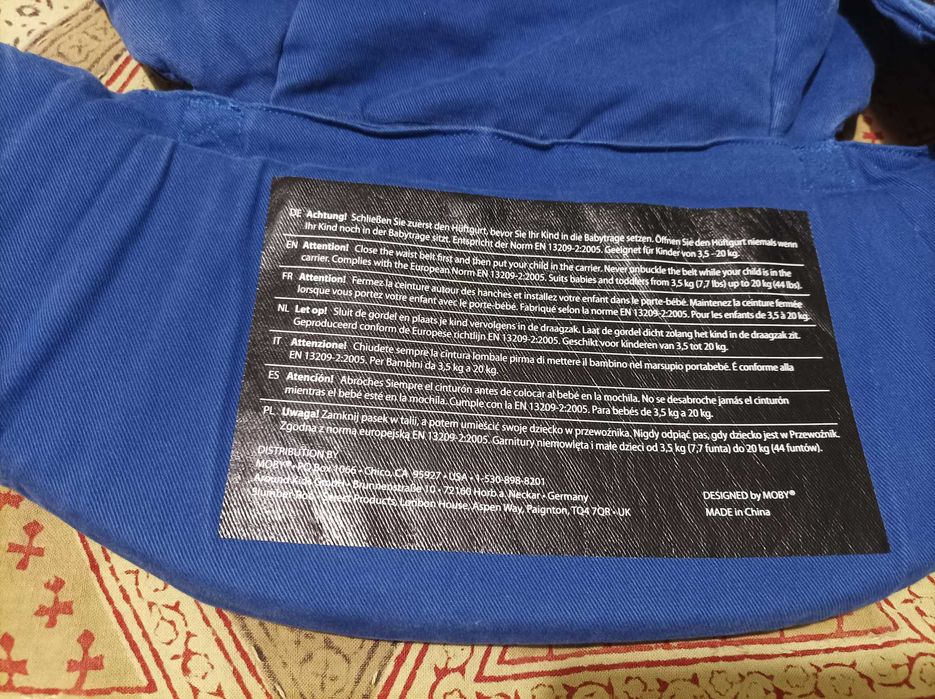 DE Achtung! Schließen Sie zuerst den Hüftgurt, bevor Sie Ihr Kind in die Babytrage setzen. Öffnen Sie den Hüftgurt niemals wenn
Ihr Kind noch in der Babytrage sitzt. Entspricht der Norm EN 13209-2:2005. Geeignet für Kinder von 3,5 -20 kg.
EN Attention! Close the waist belt first and then put your child in the carrier. Never unbuckle the belt while your child is in the
carrier. Complies with the European Norm EN 13209-2:2005. Suits babies and toddlers from 3,5 kg (7,7 lbs) up to 20 kg (44 lbs).
FR Attention! Fermez la ceinture autour des hanches et installez votre enfant dans le porte-bébé. Maintenez la ceinture fermée
lorsque vous portez votre enfant avec le porte-bébé. Fabriqué selon la norme EN 13209-2:2005. Pour les enfants de 3,5 à 20 kg.
NL Let op! Sluit de gordel en plaats je kind vervolgens in de draagzak. Laat de gordel dicht zolang het kind in de draagzak zit.
Geproduceerd conform de Europese richtlijn EN 13209-2:2005. Geschikt voor kinderen van 3,5 tot 20 kg.
IT Attenzione! Chiudete sempre la cintura lombale pirma di mettere il bambino nel marsupio portabebé. É conforme alla
EN 13209-2:2005. Per Bambini da 3,5 kg a 20 kg.
ES Atención! Abroches Siempre el cinturón antes de colocar al bebé en la mochila. No se desabroche jamás el cinturón
mientras el bebé esté en la mochila. Cumple con la EN 13209-2:2005. Para bebés de 3,5 kg a 20 kg.
PL Uwaga! Zamknij pasek w talii, a potem umieścić swoje dziecko w przewoźnika. Nigdy odpiąć pas, gdy dziecko jest w Przewoźnik.
Zgodna z normą europejską EN 13209-2:2005. Garnitury niemowlęta i małe dzieci od 3,5 kg (7,7 funta) do 20 kg (44 funtów).
DISTRIBUTION BY
MOBY® • PO Box 1066 • Chico, CA 95927 • USA • 1-530-898-8201
Around Kids GmbH • Brunnenstraße 10 • 72160 Horb a. Neckar • Germany
Slumber Roo • Sweet Products, London House, Aspen Way, Paignton, TQ4 7QR • UK
DESIGNED by MOBY®
MADE in China